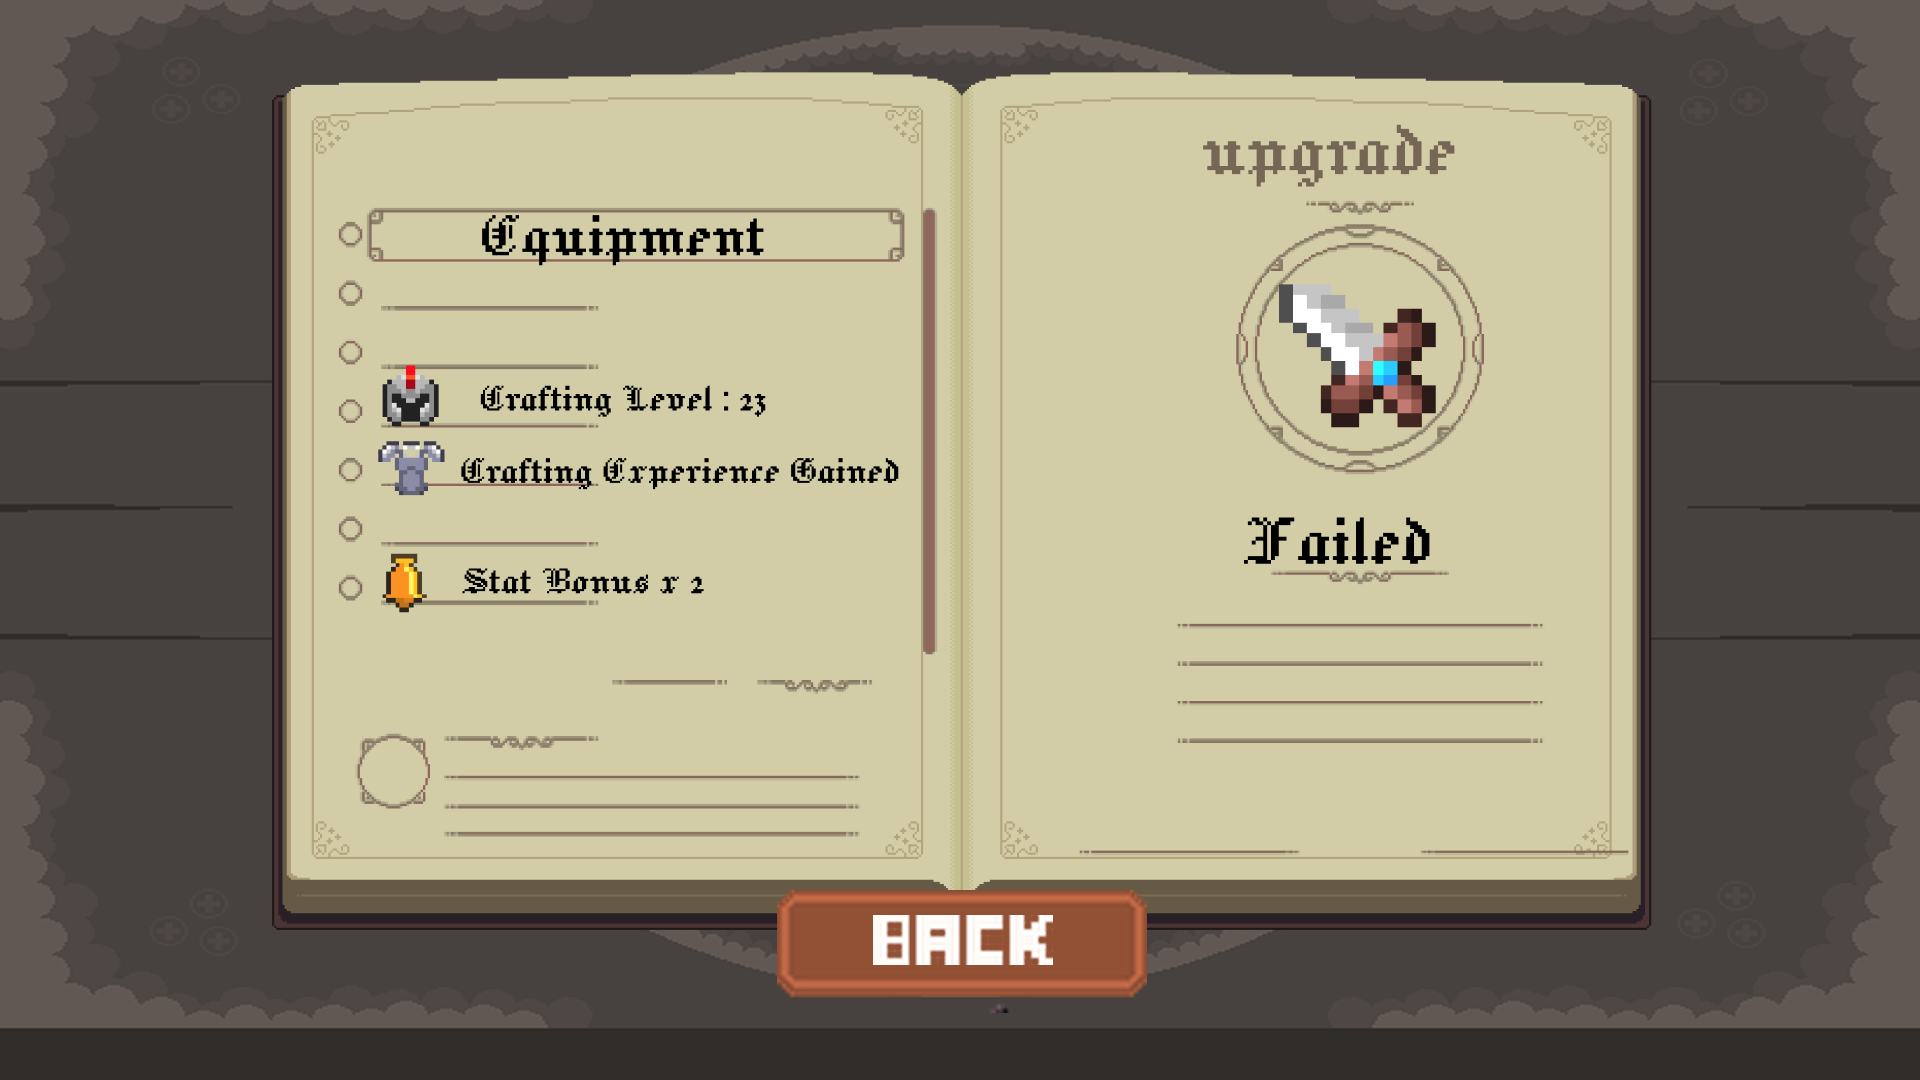 Equipment
Crafting Level : 23
Crafting Experience Gained
Stat Bonus x 2
upgrade
Failed
BACK